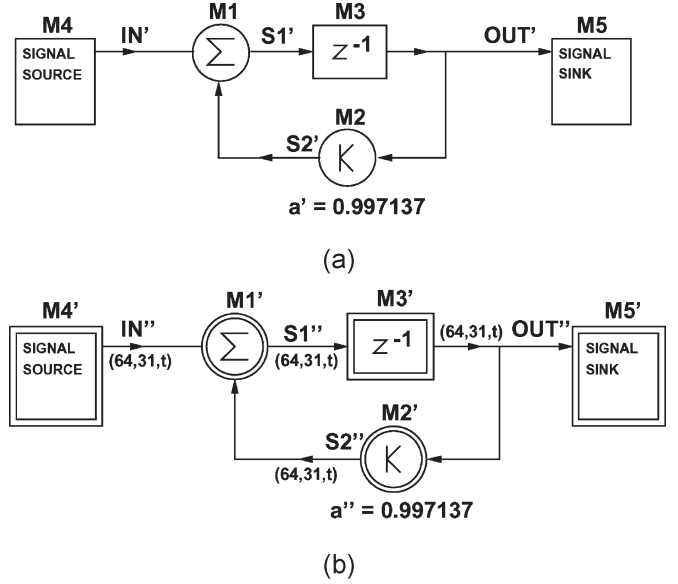 M4 IN’ M1 S1’ M3 OUT’ M5
SIGNAL
SOURCE
Σ
z-1
SIGNAL
SINK
S2’ M2
K
a’ = 0.997137
(a)
M4’ IN’’ M1’ S1’’ M3’ OUT’’ M5’
SIGNAL
SOURCE
(64,31,t)
Σ
(64,31,t)
z-1
(64,31,t)
SIGNAL
SINK
S2’’ M2’
(64,31,t)
K
a’’ = 0.997137
(b)